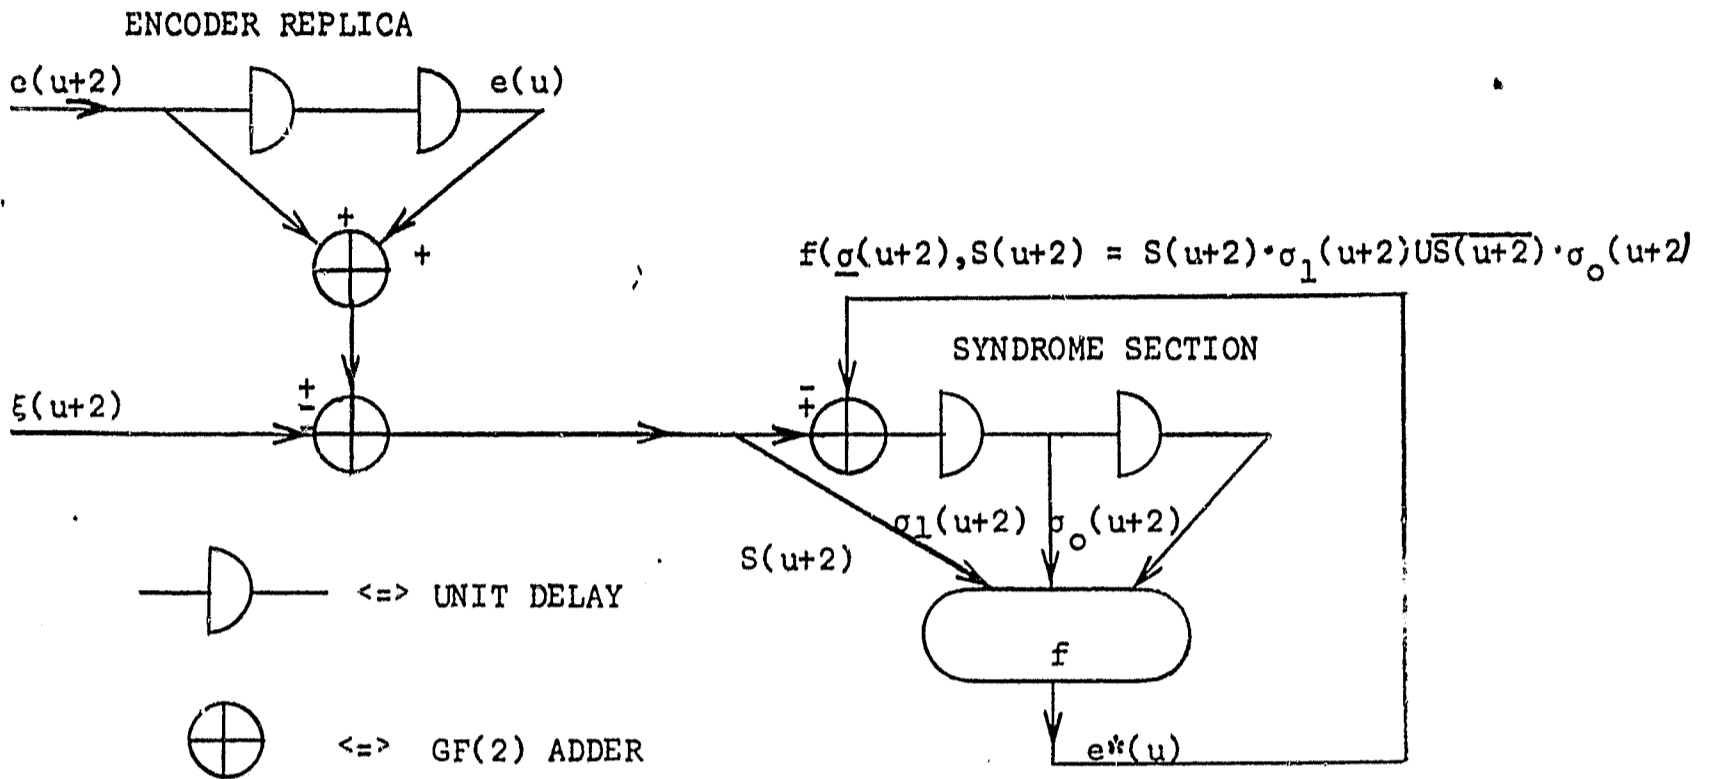 ENCODER REPLICA
e(u+2)
e(u)
+
+
f(σ(u+2),S(u+2) = S(u+2)·σ₁(u+2)US̅(̅u̅+̅2̅)̅·σₒ(u+2)
SYNDROME SECTION
ξ(u+2)
+
-
-
+
σ1(u+2)
σₒ(u+2)
S(u+2)
<=> UNIT DELAY
f
<=> GF(2) ADDER
e*(u)